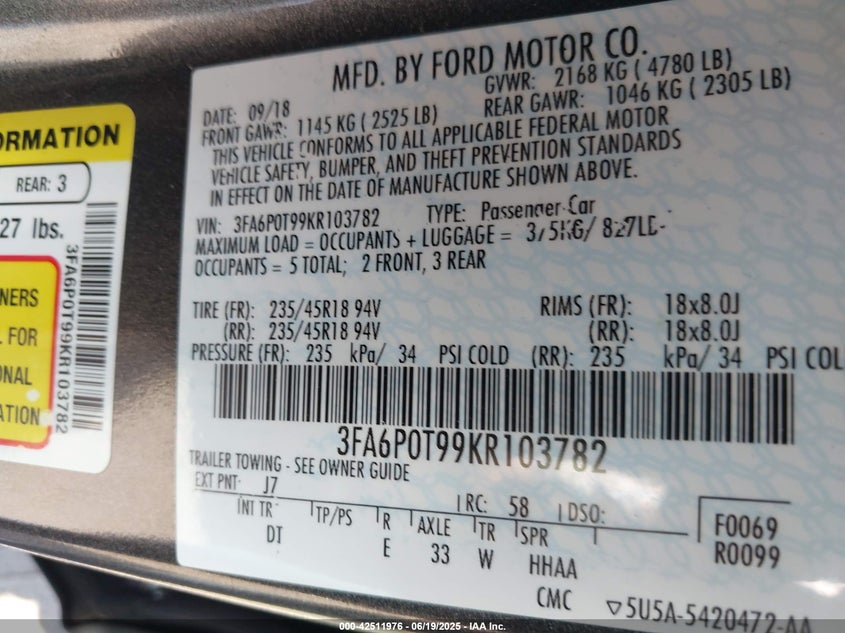 MFD. BY FORD MOTOR CO.
DATE: 09/18 GVWR: 2168 KG ( 4780 LB)
FRONT GAWR: 1145 KG ( 2525 LB) REAR GAWR: 1046 KG ( 2305 LB)
THIS VEHICLE CONFORMS TO ALL APPLICABLE FEDERAL MOTOR
VEHICLE SAFETY, BUMPER, AND THEFT PREVENTION STANDARDS
IN EFFECT ON THE DATE OF MANUFACTURE SHOWN ABOVE.
VIN: 3FA6P0T99KR103782 TYPE: Passenger Car
MAXIMUM LOAD = OCCUPANTS + LUGGAGE = 375KG/ 827LB
OCCUPANTS = 5 TOTAL; 2 FRONT, 3 REAR
TIRE (FR): 235/45R18 94V RIMS (FR): 18x8.0J
(RR): 235/45R18 94V (RR): 18x8.0J
PRESSURE (FR): 235 kPa/ 34 PSI COLD (RR): 235 kPa/ 34 PSI COL
3FA6P0T99KR103782
TRAILER TOWING - SEE OWNER GUIDE
EXT PNT: J7 RC: 58 DSO:
INT TR TP/PS R AXLE TR SPR F0069
DT E 33 W HHAA R0099
CMC ▽5U5A-5420472-AA
ORMATION
REAR: 3
27 lbs.
3FA6P0T99KR103782
NERS
L FOR
ONAL
ATION
000-42511976 - 06/19/2025 - IAA Inc.